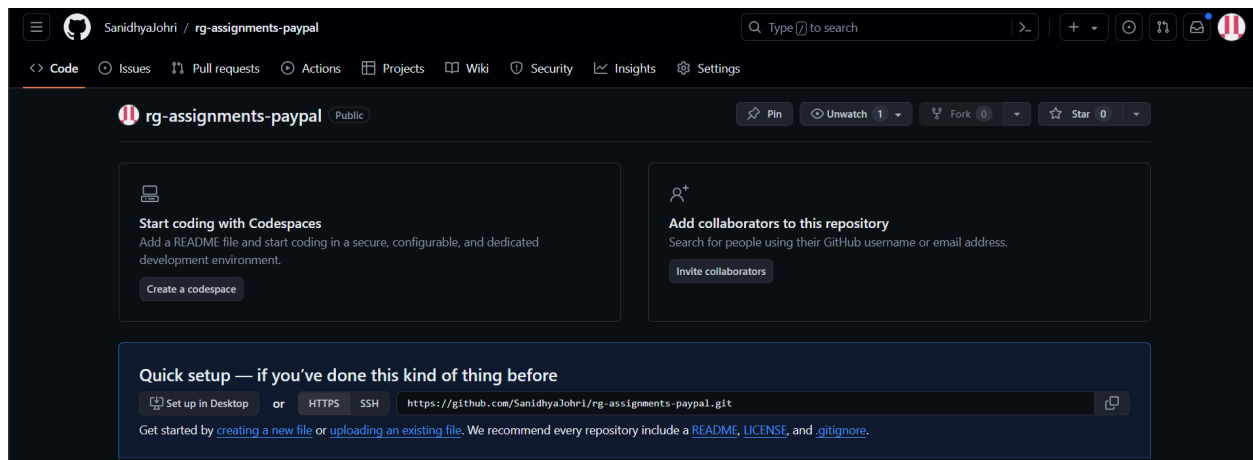 SanidhyaJohri / rg-assignments-paypal
Type / to search
Code Issues Pull requests Actions Projects Wiki Security Insights Settings
rg-assignments-paypal Public
Pin Unwatch 1 Fork 0 Star 0
Start coding with Codespaces
Add a README file and start coding in a secure, configurable, and dedicated
development environment.
Create a codespace
Add collaborators to this repository
Search for people using their GitHub username or email address.
Invite collaborators
Quick setup — if you've done this kind of thing before
Set up in Desktop or HTTPS SSH https://github.com/SanidhyaJohri/rg-assignments-paypal.git
Get started by creating a new file or uploading an existing file. We recommend every repository include a README, LICENSE, and .gitignore.